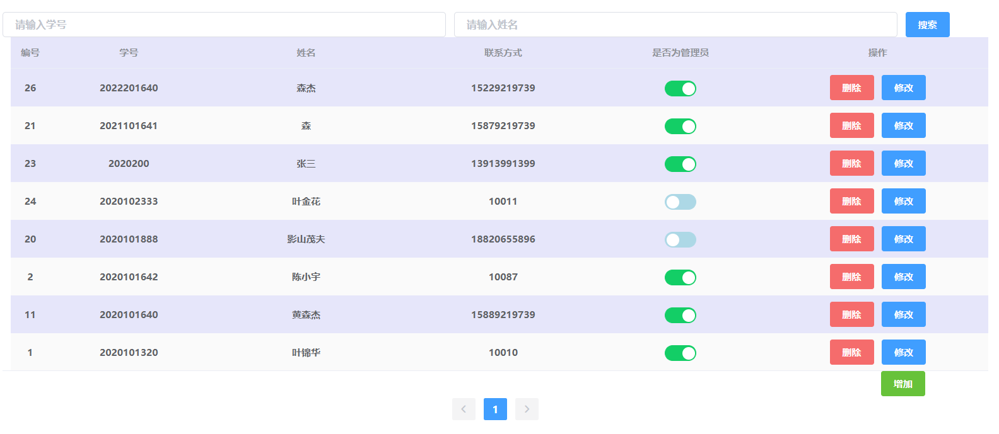 请输入学号 请输入姓名 搜索
编号 学号 姓名 联系方式 是否为管理员 操作
26 2022201640 森杰 15229219739 删除 修改
21 2021101641 森 15879219739 删除 修改
23 2020200 张三 13913991399 删除 修改
24 2020102333 叶金花 10011 删除 修改
20 2020101888 影山茂夫 18820655896 删除 修改
2 2020101642 陈小宇 10087 删除 修改
11 2020101640 黄森杰 15889219739 删除 修改
1 2020101320 叶锦华 10010 删除 修改
增加
1